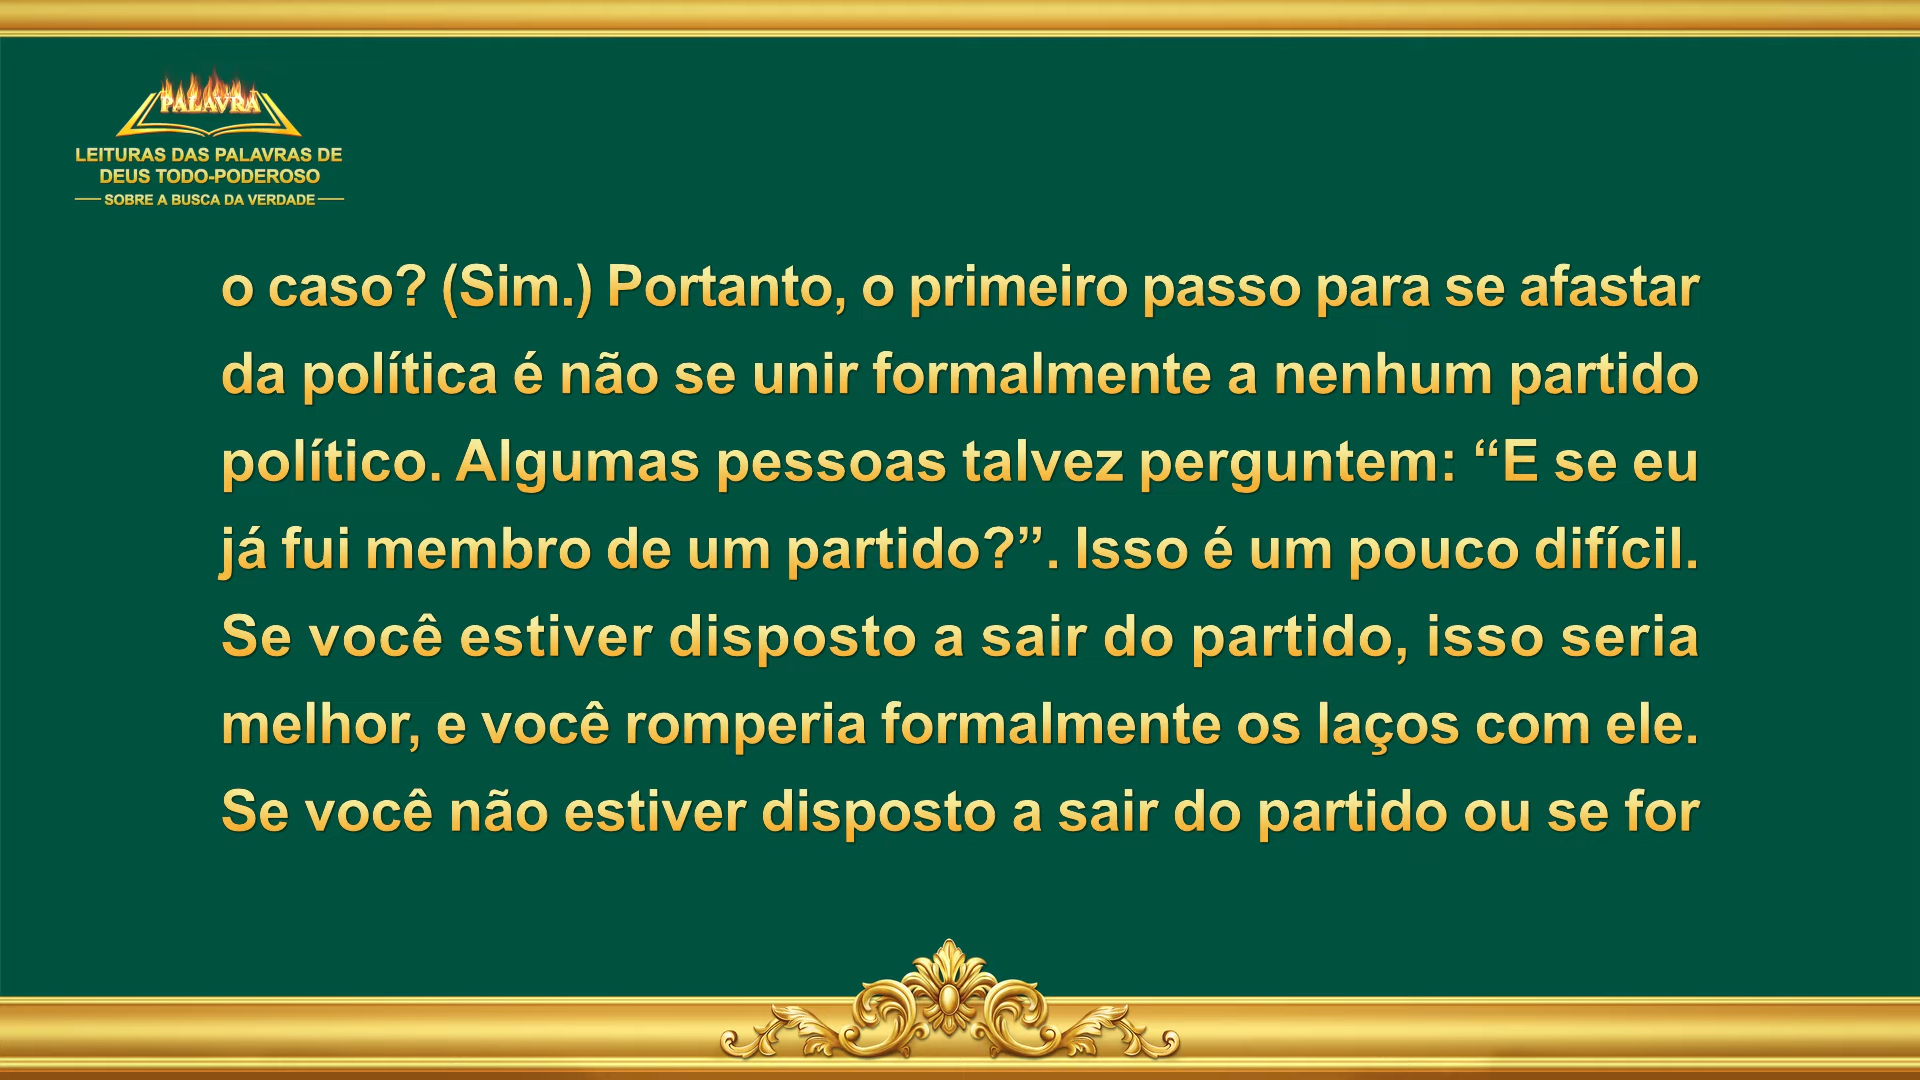 PALAVRA
LEITURAS DAS PALAVRAS DE
DEUS TODO-PODEROSO
SOBRE A BUSCA DA VERDADE
o caso? (Sim.) Portanto, o primeiro passo para se afastar
da política é não se unir formalmente a nenhum partido
político. Algumas pessoas talvez perguntem: “E se eu
já fui membro de um partido?”. Isso é um pouco difícil.
Se você estiver disposto a sair do partido, isso seria
melhor, e você romperia formalmente os laços com ele.
Se você não estiver disposto a sair do partido ou se for